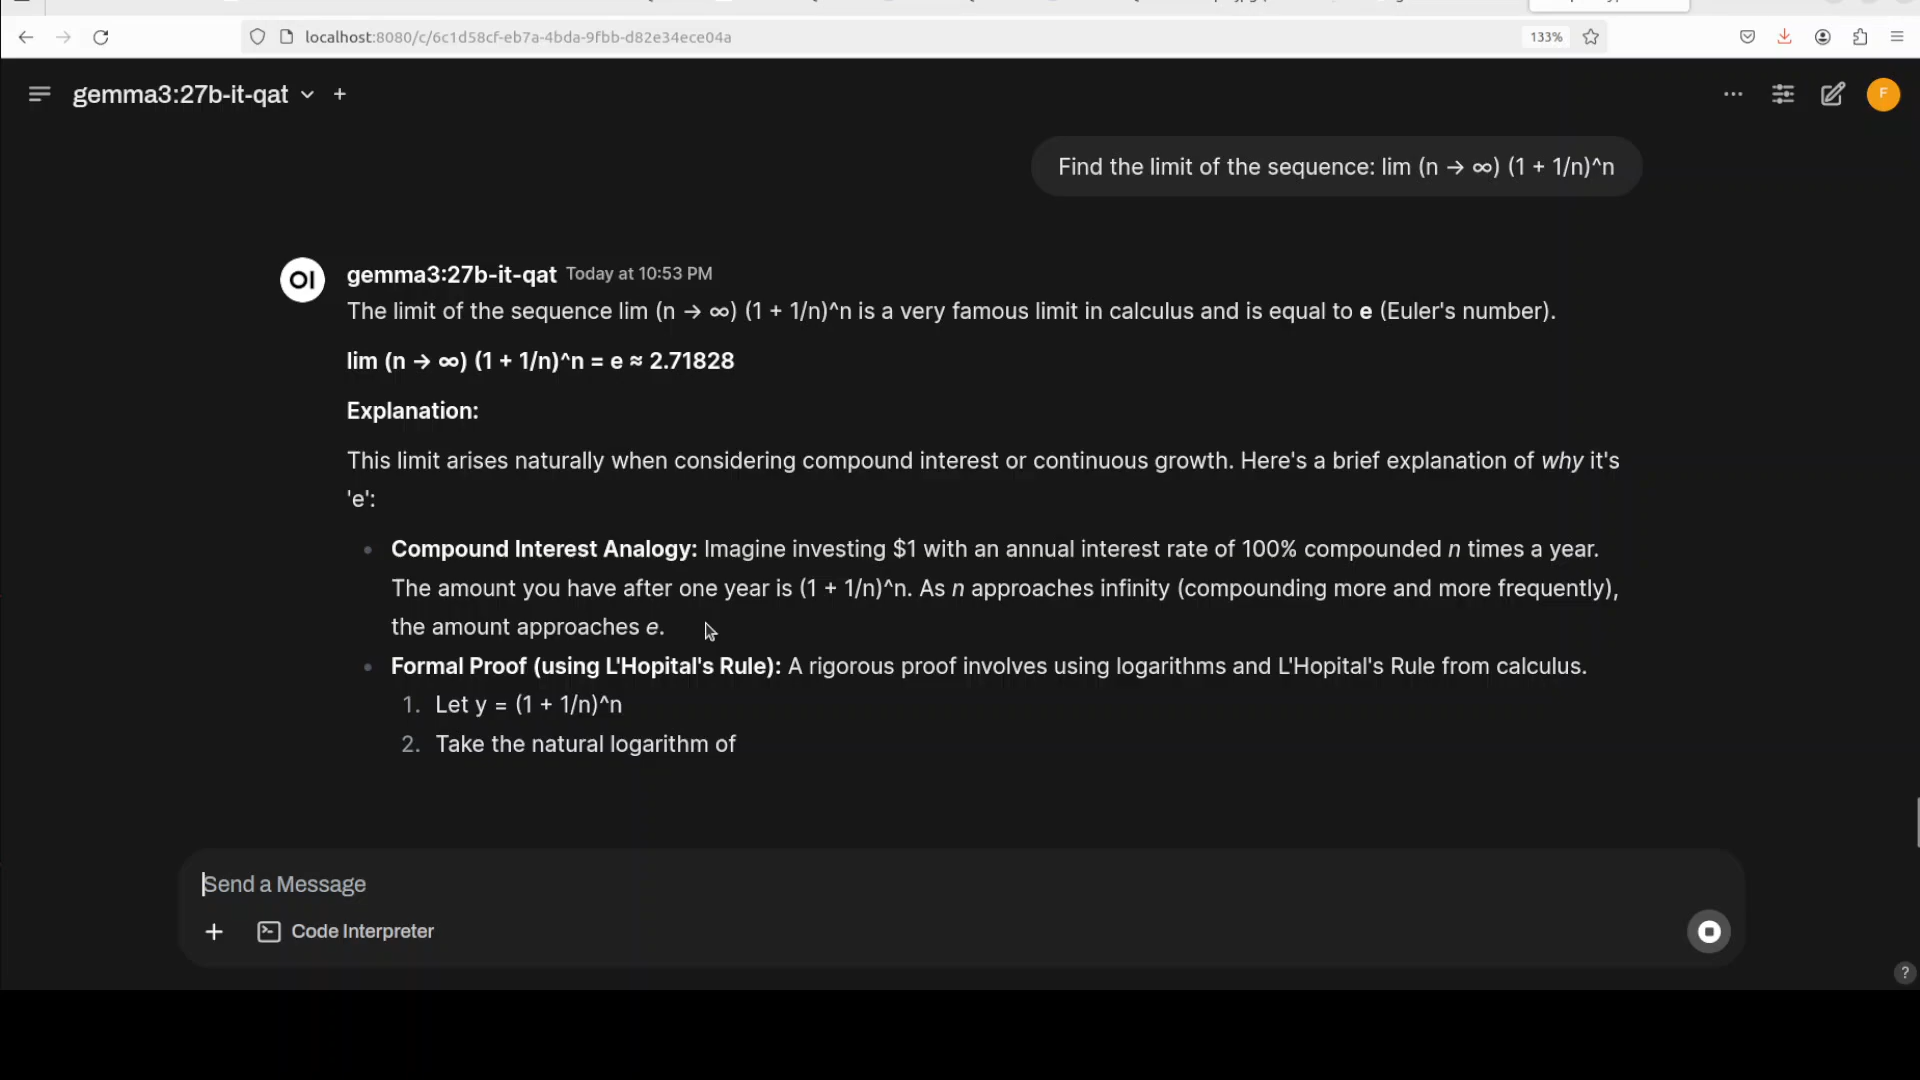 localhost:8080/c/6c1d58cf-eb7a-4bda-9fbb-d82e34ece04a
133%
gemma3:27b-it-qat
F
Find the limit of the sequence: lim (n → ∞) (1 + 1/n)^n
OI
gemma3:27b-it-qat Today at 10:53 PM
The limit of the sequence lim (n → ∞) (1 + 1/n)^n is a very famous limit in calculus and is equal to e (Euler's number).
lim (n → ∞) (1 + 1/n)^n = e ≈ 2.71828
Explanation:
This limit arises naturally when considering compound interest or continuous growth. Here's a brief explanation of why it's
'e':
• Compound Interest Analogy: Imagine investing $1 with an annual interest rate of 100% compounded n times a year.
The amount you have after one year is (1 + 1/n)^n. As n approaches infinity (compounding more and more frequently),
the amount approaches e.
• Formal Proof (using L'Hopital's Rule): A rigorous proof involves using logarithms and L'Hopital's Rule from calculus.
1. Let y = (1 + 1/n)^n
2. Take the natural logarithm of
Send a Message
Code Interpreter
?